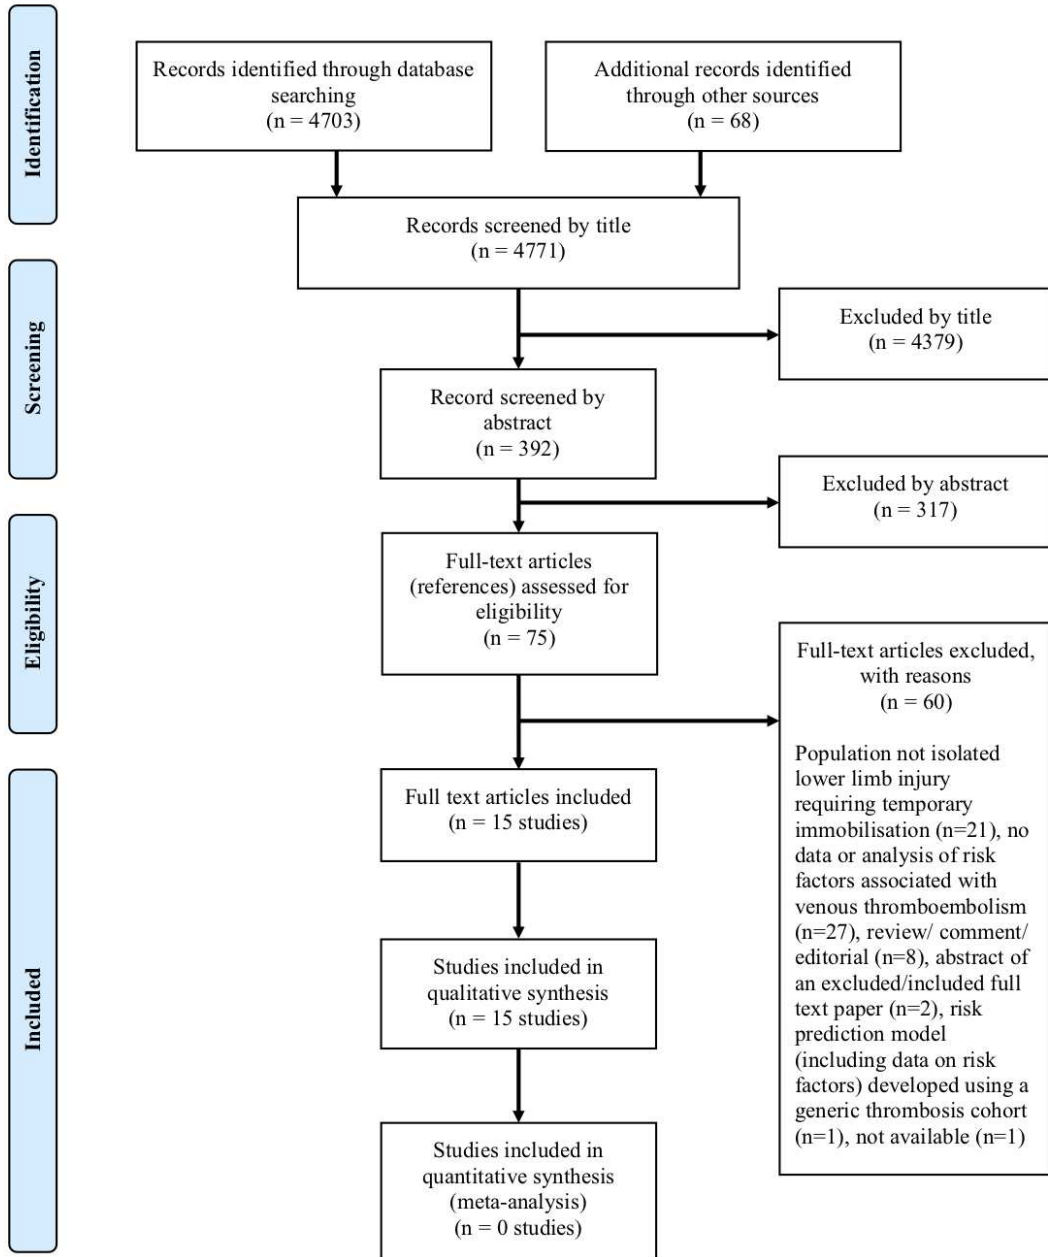 Identification
Records identified through database
searching
(n = 4703)
Additional records identified
through other sources
(n = 68)
Records screened by title
(n = 4771)
Screening
Excluded by title
(n = 4379)
Record screened by
abstract
(n = 392)
Excluded by abstract
(n = 317)
Eligibility
Full-text articles
(references) assessed for
eligibility
(n = 75)
Full-text articles excluded,
with reasons
(n = 60)
Population not isolated
lower limb injury
requiring temporary
immobilisation (n=21), no
data or analysis of risk
factors associated with
venous thromboembolism
(n=27), review/ comment/
editorial (n=8), abstract of
an excluded/included full
text paper (n=2), risk
prediction model
(including data on risk
factors) developed using a
generic thrombosis cohort
(n=1), not available (n=1)
Included
Full text articles included
(n = 15 studies)
Studies included in
qualitative synthesis
(n = 15 studies)
Studies included in
quantitative synthesis
(meta-analysis)
(n = 0 studies)